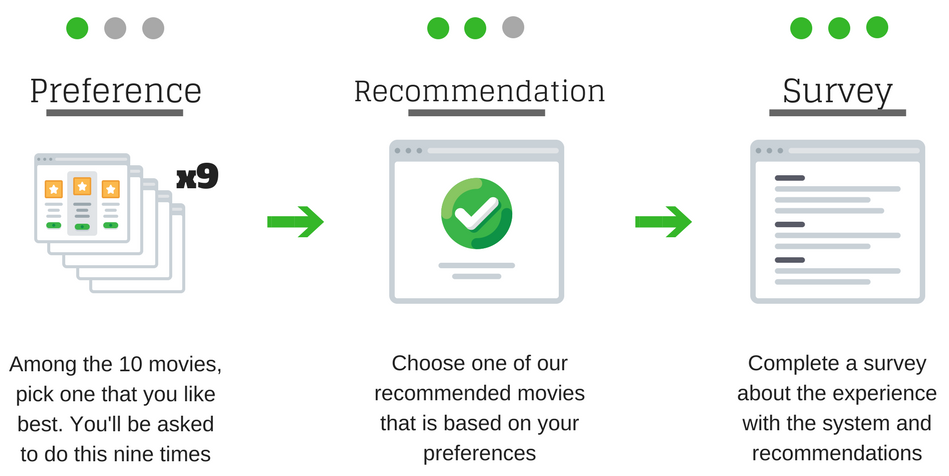 Preference
x9
Among the 10 movies,
pick one that you like
best. You'll be asked
to do this nine times
Recommendation
Choose one of our
recommended movies
that is based on your
preferences
Survey
Complete a survey
about the experience
with the system and
recommendations